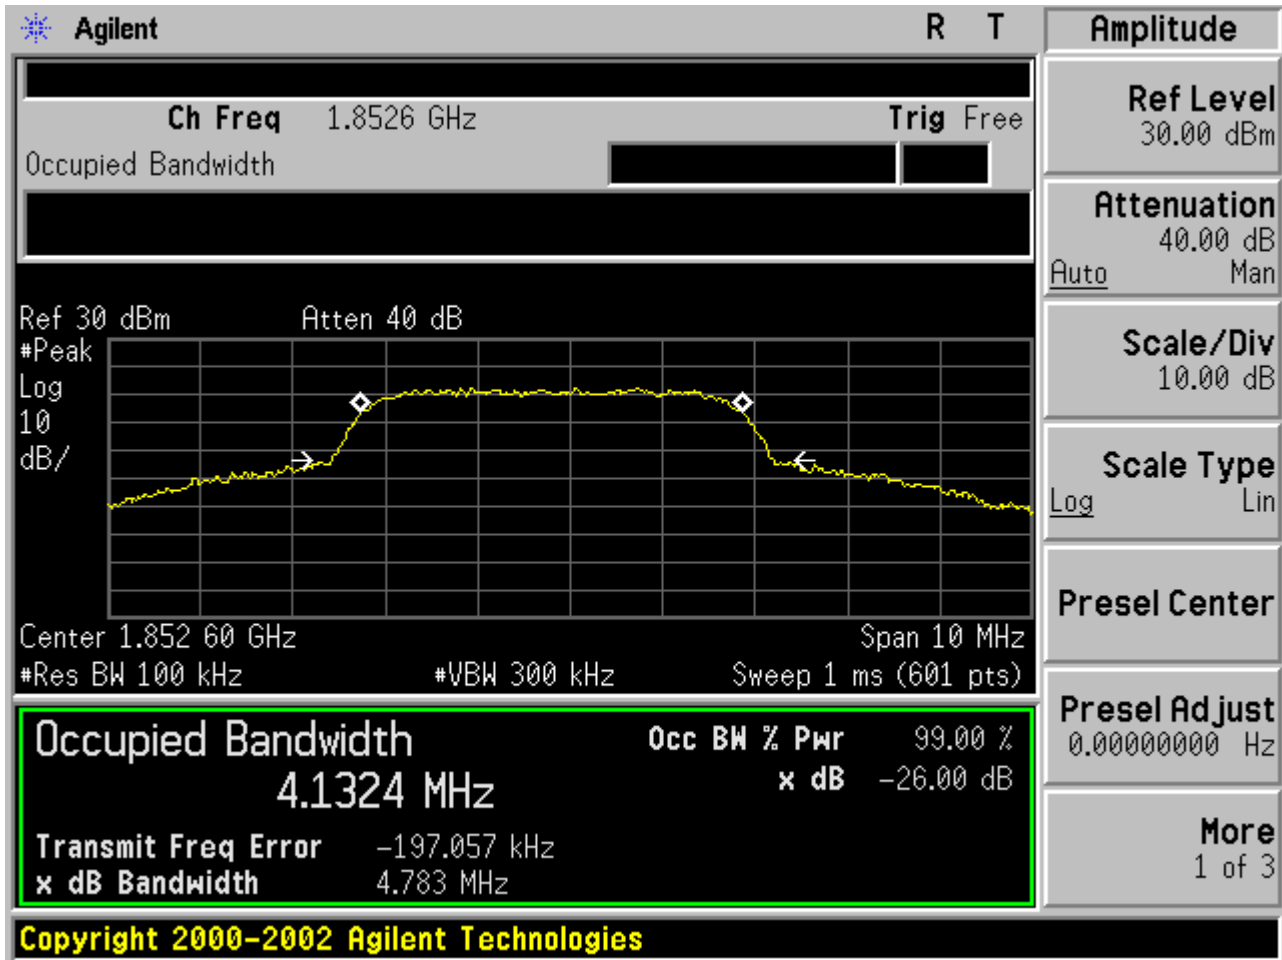 Agilent R T
Ch Freq 1.8526 GHz Trig Free
Occupied Bandwidth
Ref 30 dBm Atten 40 dB
#Peak
Log
10
dB/
Center 1.852 60 GHz Span 10 MHz
#Res BW 100 kHz #VBW 300 kHz Sweep 1 ms (601 pts)
Occupied Bandwidth
4.1324 MHz
Occ BW % Pwr 99.00 %
x dB -26.00 dB
Transmit Freq Error -197.057 kHz
x dB Bandwidth 4.783 MHz
Copyright 2000-2002 Agilent Technologies
Amplitude
Ref Level
30.00 dBm
Attenuation
40.00 dB
Auto Man
Scale/Div
10.00 dB
Scale Type
Log Lin
Presel Center
Presel Adjust
0.00000000 Hz
More
1 of 3